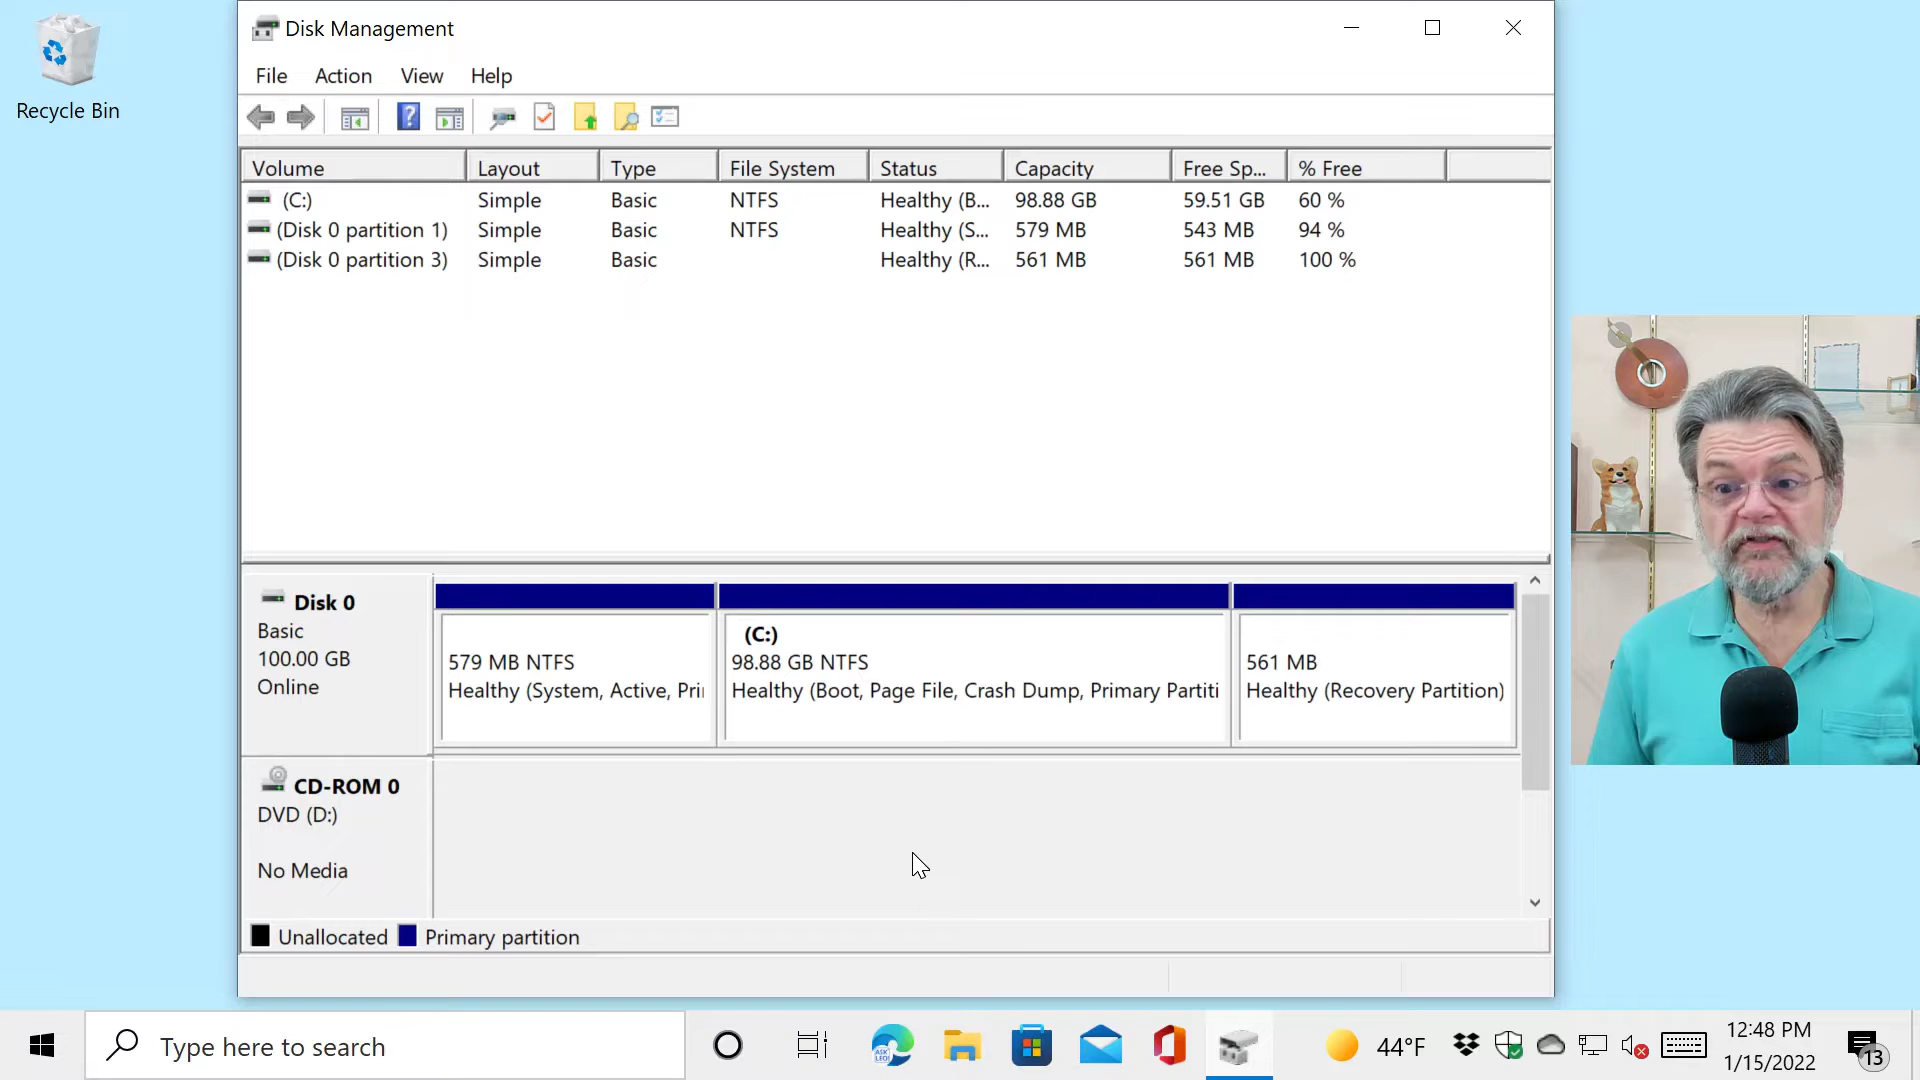 Recycle Bin
Disk Management
File Action View Help
Volume Layout Type File System Status Capacity Free Sp... % Free
(C:) Simple Basic NTFS Healthy (B... 98.88 GB 59.51 GB 60 %
(Disk 0 partition 1) Simple Basic NTFS Healthy (S... 579 MB 543 MB 94 %
(Disk 0 partition 3) Simple Basic Healthy (R... 561 MB 561 MB 100 %
Disk 0
Basic
100.00 GB
Online
579 MB NTFS
Healthy (System, Active, Pri
(C:)
98.88 GB NTFS
Healthy (Boot, Page File, Crash Dump, Primary Partiti
561 MB
Healthy (Recovery Partition)
CD-ROM 0
DVD (D:)
No Media
Unallocated Primary partition
Type here to search
ASK
LEO!
44°F
12:48 PM
1/15/2022
13